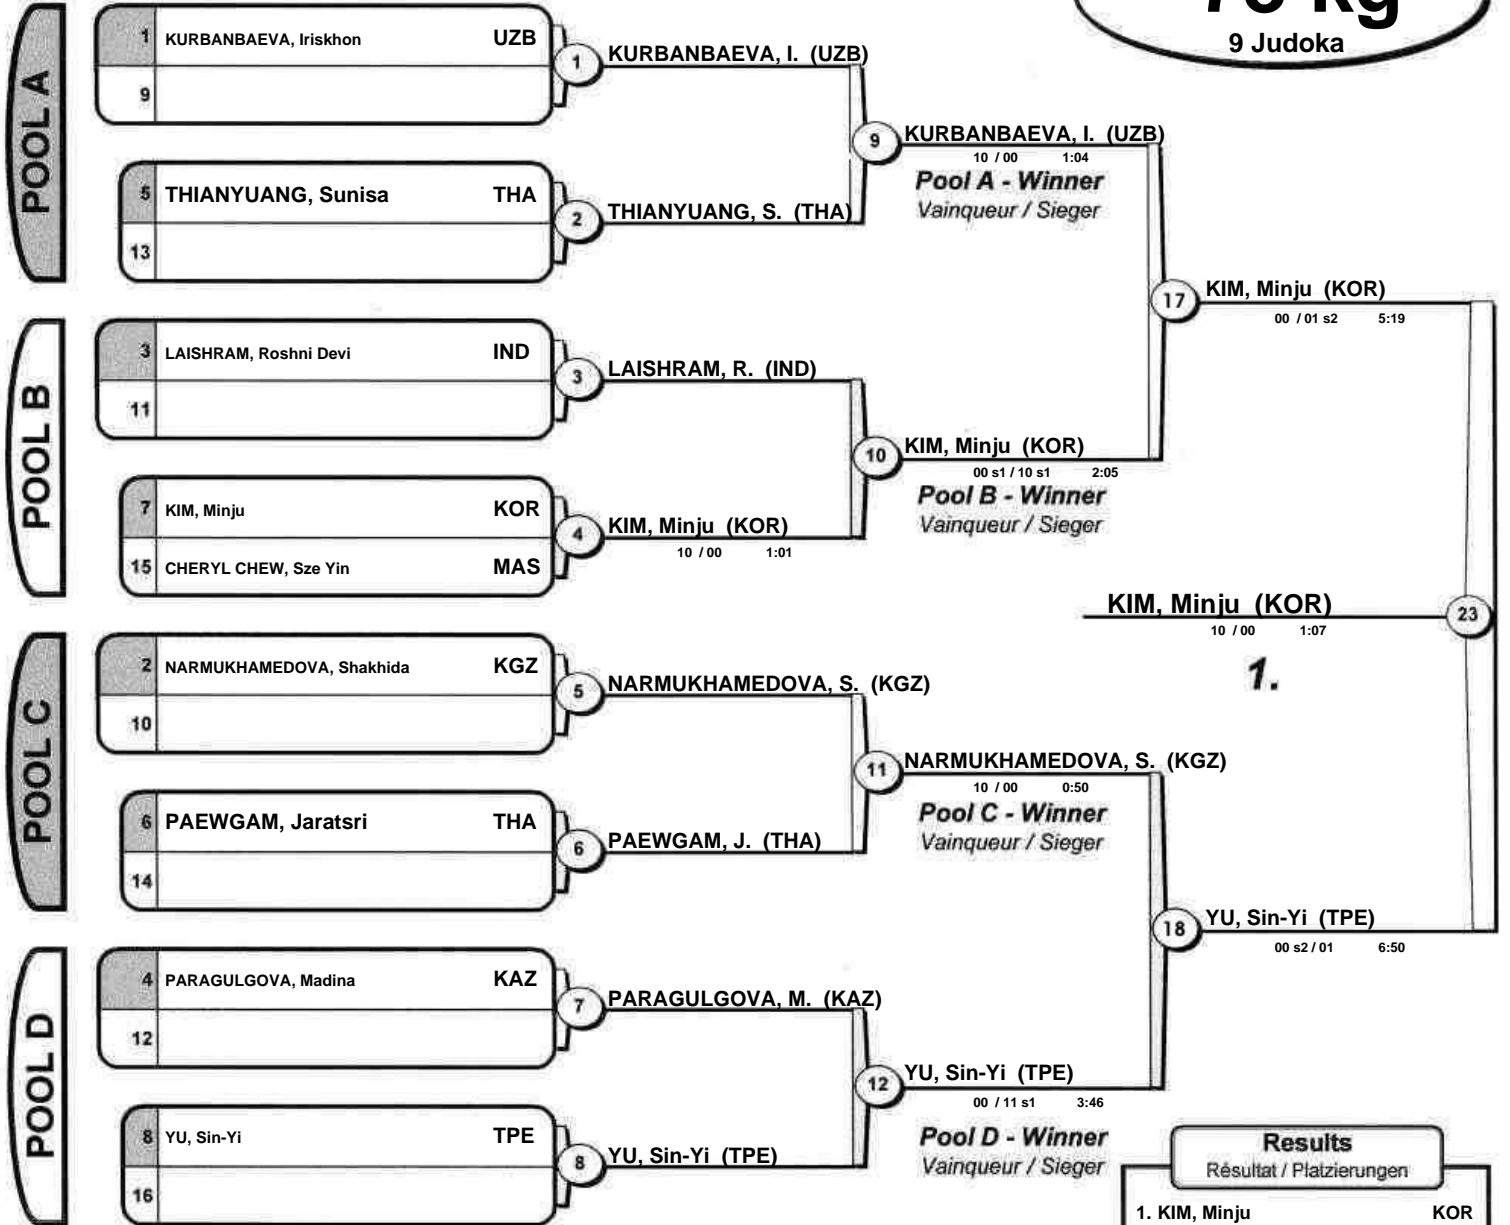 78 kg
9 Judoka
POOL A
1 KURBANBAEVA, Iriskhon UZB
9
1 KURBANBAEVA, I. (UZB)
5 THIANYUANG, Sunisa THA
13
2 THIANYUANG, S. (THA)
9 KURBANBAEVA, I. (UZB)
10 / 00 1:04
Pool A - Winner
Vainqueur / Sieger
POOL B
3 LAISHRAM, Roshni Devi IND
11
3 LAISHRAM, R. (IND)
7 KIM, Minju KOR
15 CHERYL CHEW, Sze Yin MAS
4 KIM, Minju (KOR)
10 / 00 1:01
10 KIM, Minju (KOR)
00 s1 / 10 s1 2:05
Pool B - Winner
Vainqueur / Sieger
17 KIM, Minju (KOR)
00 / 01 s2 5:19
KIM, Minju (KOR) 23
10 / 00 1:07
1.
POOL C
2 NARMUKHAMEDOVA, Shakhida KGZ
10
5 NARMUKHAMEDOVA, S. (KGZ)
6 PAEWGAM, Jaratsri THA
14
6 PAEWGAM, J. (THA)
11 NARMUKHAMEDOVA, S. (KGZ)
10 / 00 0:50
Pool C - Winner
Vainqueur / Sieger
18 YU, Sin-Yi (TPE)
00 s2 / 01 6:50
POOL D
4 PARAGULGOVA, Madina KAZ
12
7 PARAGULGOVA, M. (KAZ)
8 YU, Sin-Yi TPE
16
8 YU, Sin-Yi (TPE)
12 YU, Sin-Yi (TPE)
00 / 11 s1 3:46
Pool D - Winner
Vainqueur / Sieger
Results
Résultat / Platzierungen
1. KIM, Minju KOR